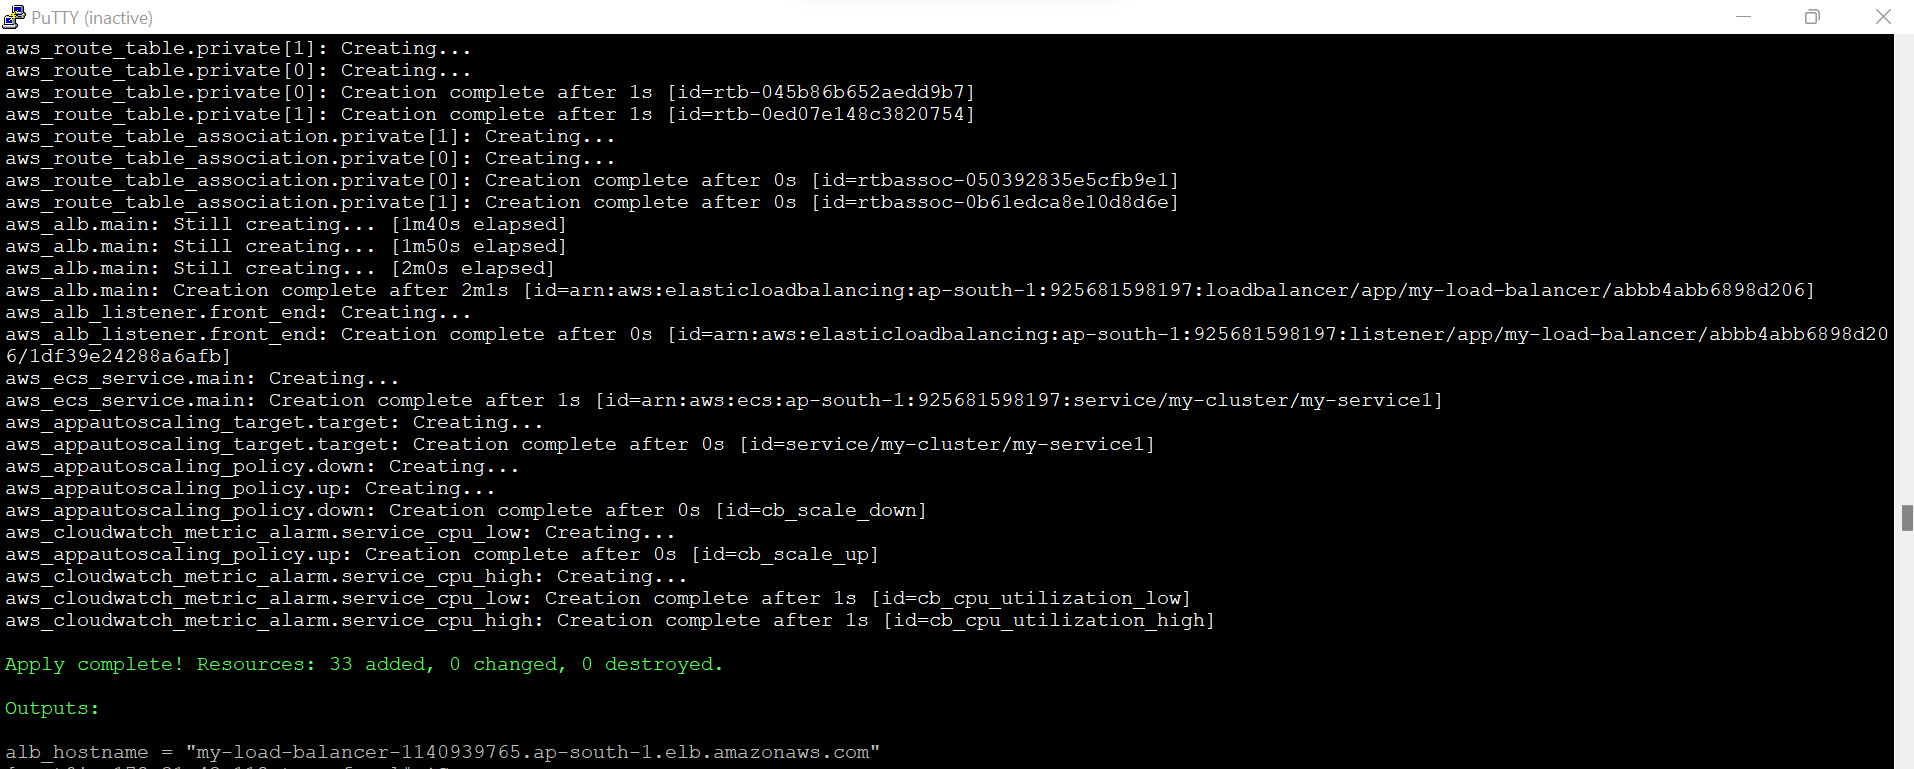 PuTTY (inactive)
aws_route_table.private[1]: Creating...
aws_route_table.private[0]: Creating...
aws_route_table.private[0]: Creation complete after 1s [id=rtb-045b86b652aedd9b7]
aws_route_table.private[1]: Creation complete after 1s [id=rtb-0ed07e148c3820754]
aws_route_table_association.private[1]: Creating...
aws_route_table_association.private[0]: Creating...
aws_route_table_association.private[0]: Creation complete after 0s [id=rtbassoc-050392835e5cfb9e1]
aws_route_table_association.private[1]: Creation complete after 0s [id=rtbassoc-0b61edca8e10d8d6e]
aws_alb.main: Still creating... [1m40s elapsed]
aws_alb.main: Still creating... [1m50s elapsed]
aws_alb.main: Still creating... [2m0s elapsed]
aws_alb.main: Creation complete after 2m1s [id=arn:aws:elasticloadbalancing:ap-south-1:925681598197:loadbalancer/app/my-load-balancer/abbb4abb6898d206]
aws_alb_listener.front_end: Creating...
aws_alb_listener.front_end: Creation complete after 0s [id=arn:aws:elasticloadbalancing:ap-south-1:925681598197:listener/app/my-load-balancer/abbb4abb6898d20
6/1df39e24288a6afb]
aws_ecs_service.main: Creating...
aws_ecs_service.main: Creation complete after 1s [id=arn:aws:ecs:ap-south-1:925681598197:service/my-cluster/my-service1]
aws_appautoscaling_target.target: Creating...
aws_appautoscaling_target.target: Creation complete after 0s [id=service/my-cluster/my-service1]
aws_appautoscaling_policy.down: Creating...
aws_appautoscaling_policy.up: Creating...
aws_appautoscaling_policy.down: Creation complete after 0s [id=cb_scale_down]
aws_cloudwatch_metric_alarm.service_cpu_low: Creating...
aws_appautoscaling_policy.up: Creation complete after 0s [id=cb_scale_up]
aws_cloudwatch_metric_alarm.service_cpu_high: Creating...
aws_cloudwatch_metric_alarm.service_cpu_low: Creation complete after 1s [id=cb_cpu_utilization_low]
aws_cloudwatch_metric_alarm.service_cpu_high: Creation complete after 1s [id=cb_cpu_utilization_high]
Apply complete! Resources: 33 added, 0 changed, 0 destroyed.
Outputs:
alb_hostname = "my-load-balancer-1140939765.ap-south-1.elb.amazonaws.com"